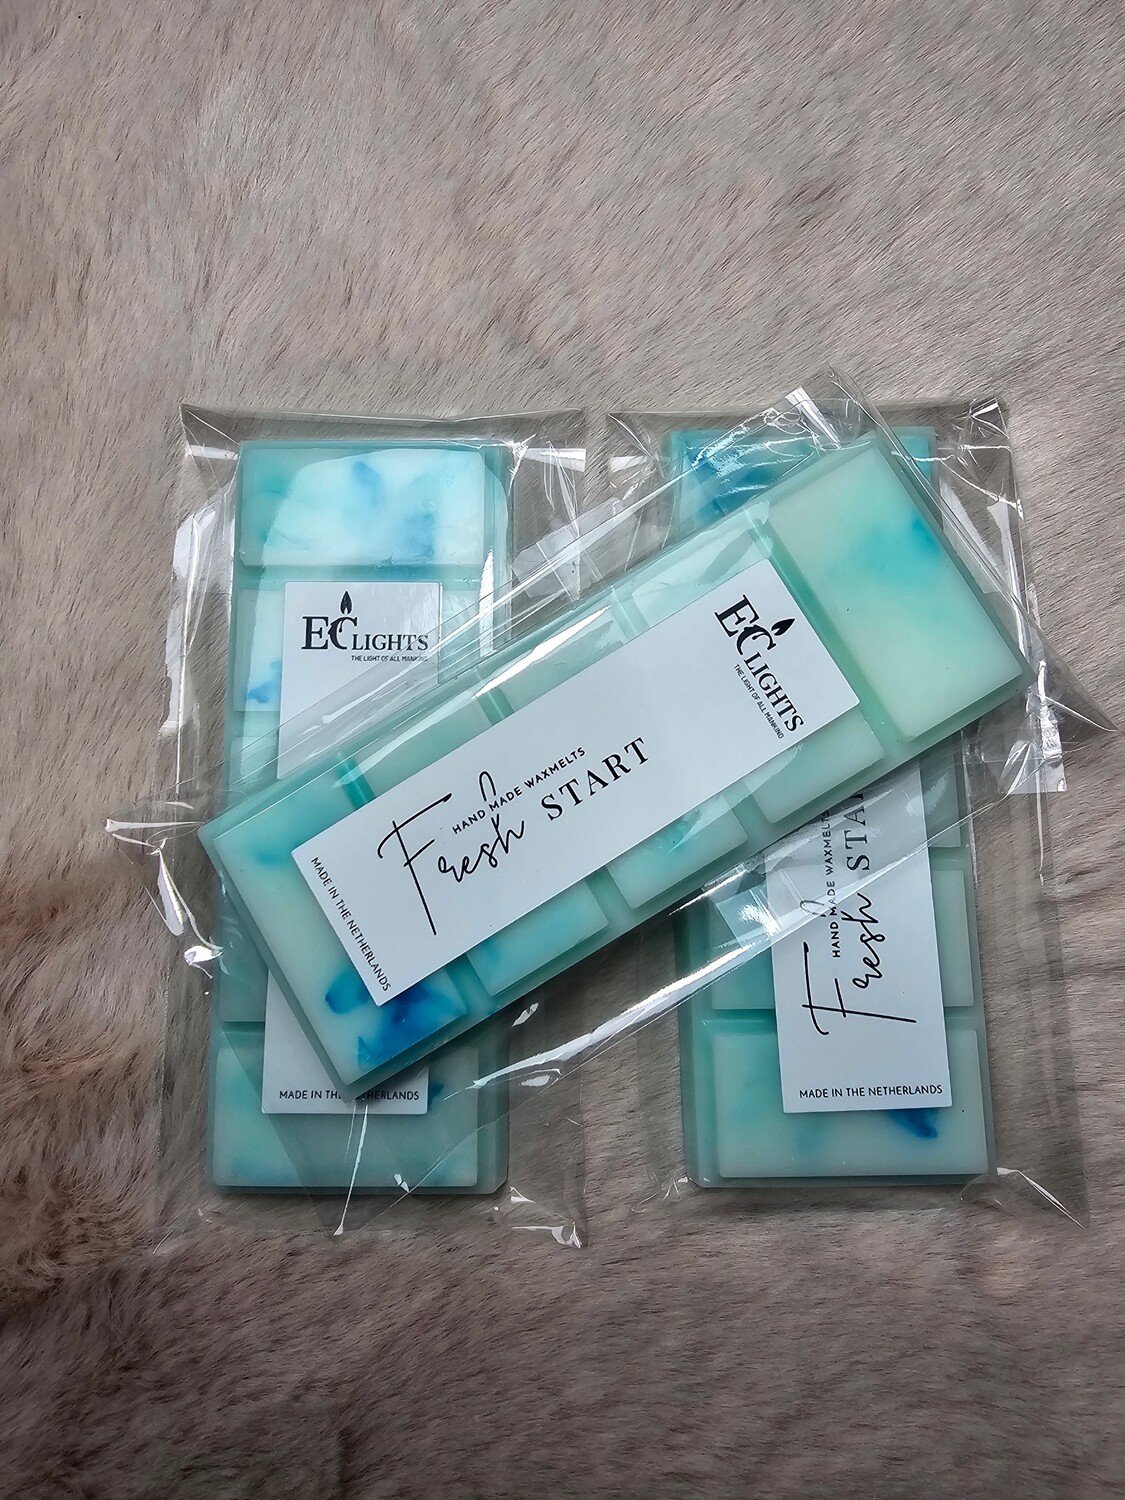 EC LIGHTS
THE LIGHT OF ALL MANKIND
MADE IN THE NETHERLANDS
EC LIGHTS
THE LIGHT OF ALL MANKIND
HAND MADE WAXMELTS
Fresh START
MADE IN THE NETHERLANDS
HAND MADE WAXMELTS
Fresh STA
MADE IN THE NETHERLANDS